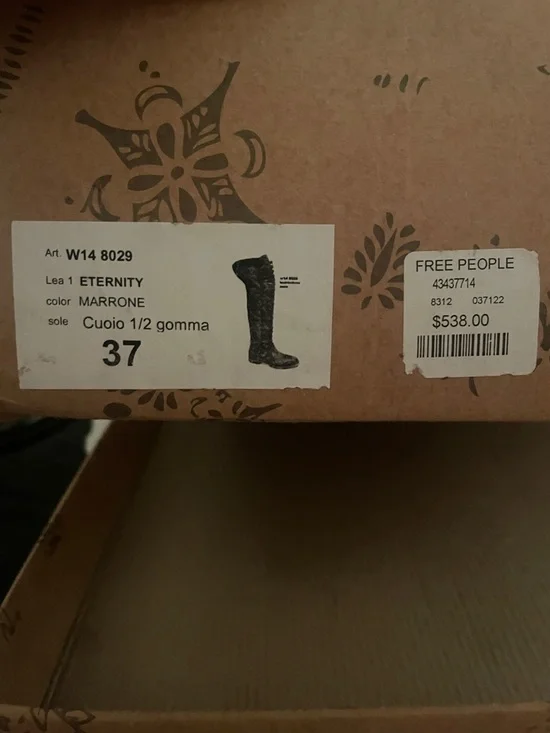 Art. W14 8029
Lea 1 ETERNITY
color MARRONE
sole Cuoio 1/2 gomma
37
FREE PEOPLE
43437714
8312 037122
$538.00